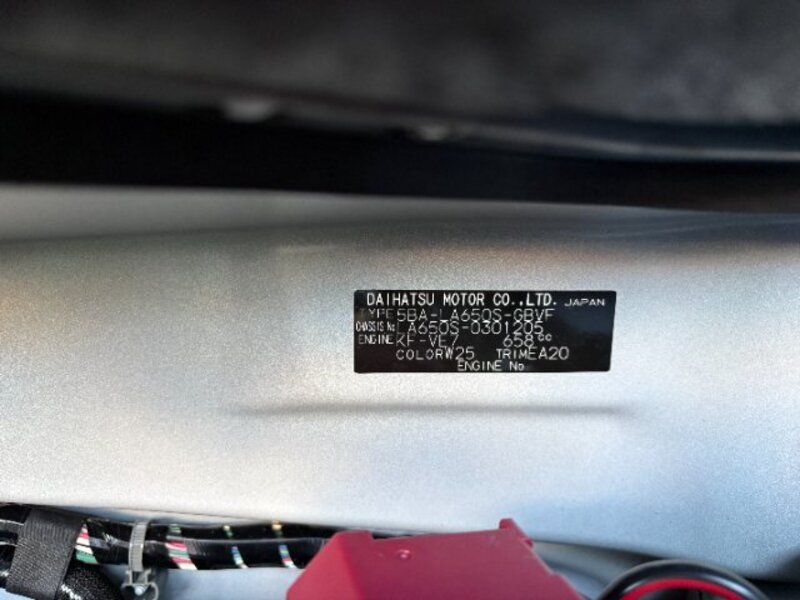 DAIHATSU MOTOR CO.,LTD. JAPAN
TYPE 5BA-LA650S-GBVF
CHASSIS No LA650S-0301205
ENGINE KF-VE7 658cc
COLOR W25 TRIM EA20
ENGINE No